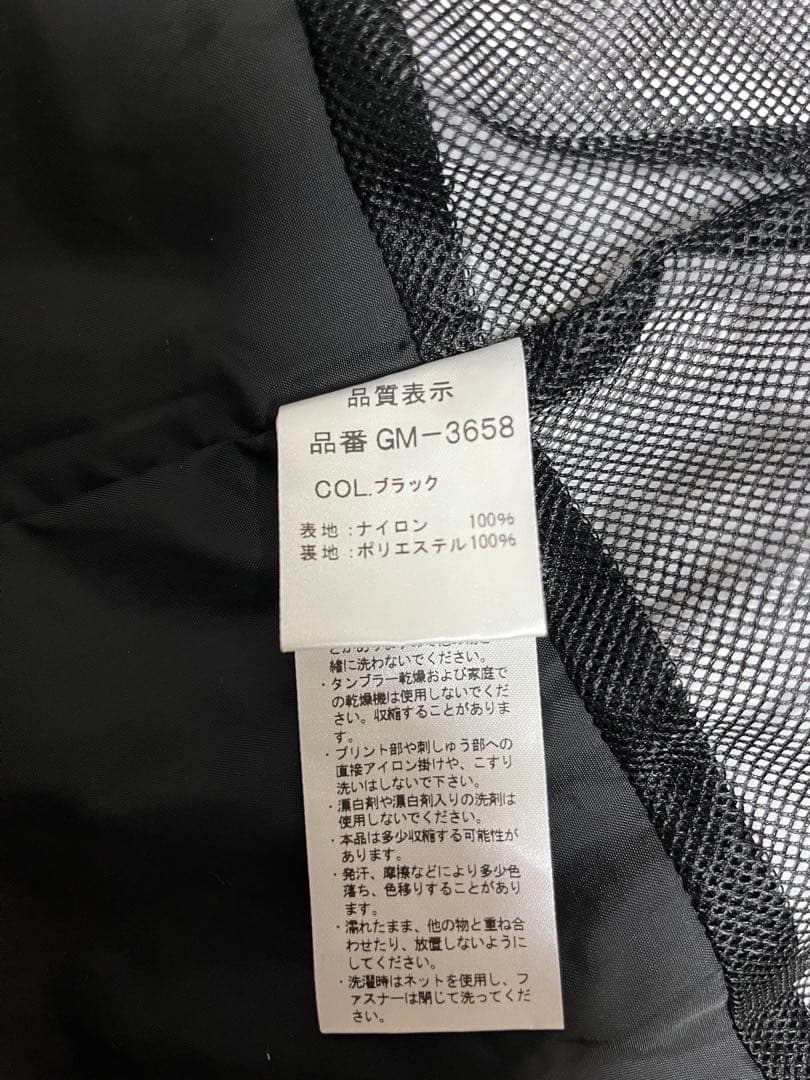 品質表示
品番 GM-3658
COL.ブラック
表地:ナイロン 100%
裏地:ポリエステル100%
緒に洗わないでください。
・タンブラー乾燥および家庭で
の乾燥機は使用しないでくだ
さい。収縮することがありま
す。
・プリント部や刺しゅう部への
直接アイロン掛けや、こすり
洗いはしないで下さい。
・漂白剤や漂白剤入りの洗剤は
使用しないでください。
・本品は多少収縮する可能性が
あります。
・発汗、摩擦などにより多少色
落ち、色移りすることがあり
ます。
・濡れたまま、他の物と重ね合
わせたり、放置しないように
してください。
・洗濯時はネットを使用し、フ
ァスナーは閉じて洗ってくだ
さい。